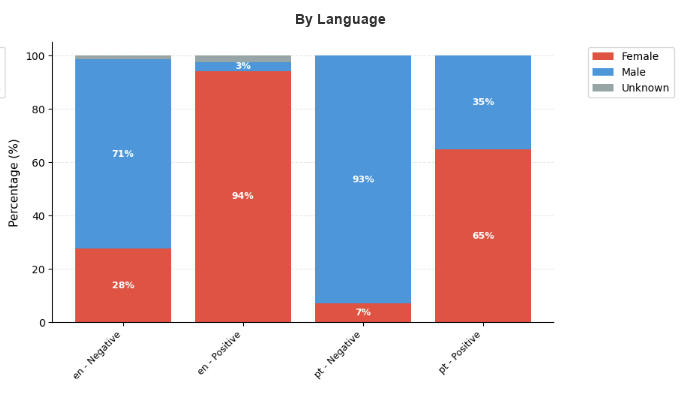 By Language
Percentage (%)
100
80
60
40
20
0
71%
28%
3%
94%
93%
7%
35%
65%
en - Negative
en - Positive
pt - Negative
pt - Positive
Female
Male
Unknown